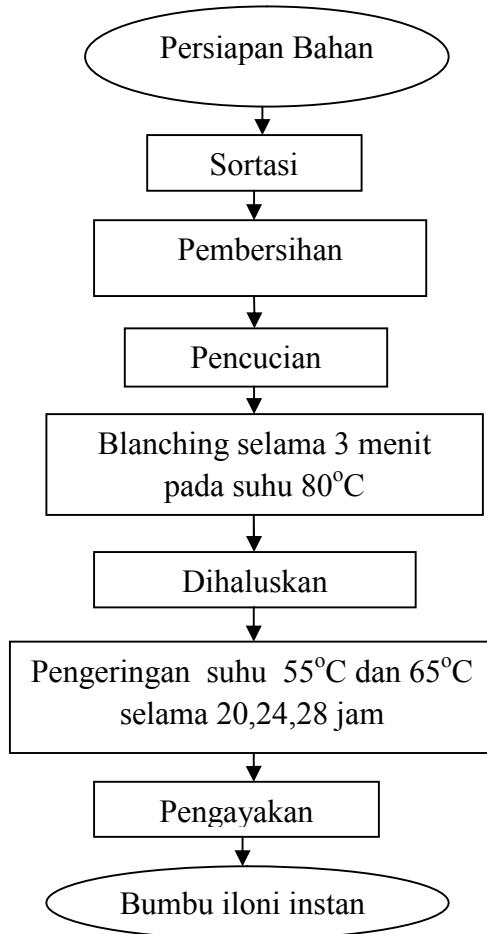 Persiapan Bahan
Sortasi
Pembersihan
Pencucian
Blanching selama 3 menit
pada suhu 80°C
Dihaluskan
Pengeringan suhu 55°C dan 65°C
selama 20,24,28 jam
Pengayakan
Bumbu iloni instan